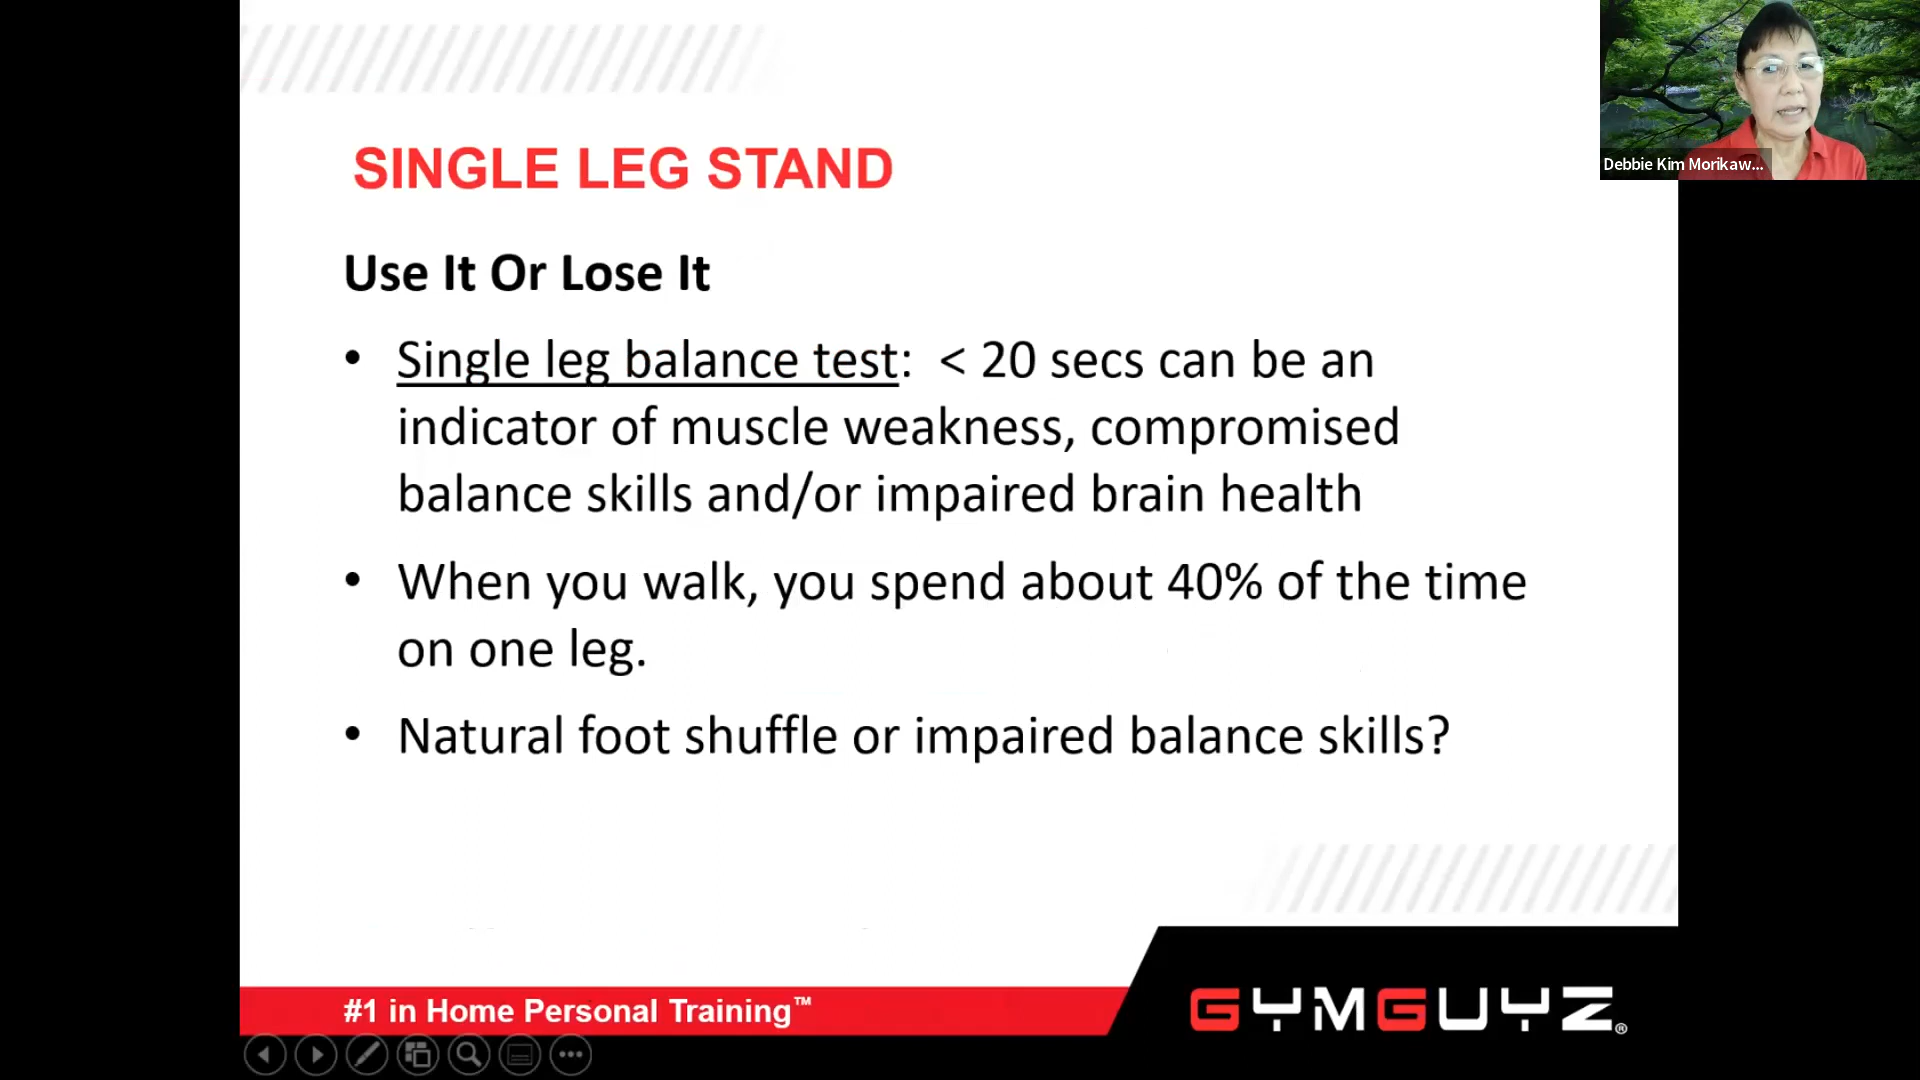 Debbie Kim Morikaw...
SINGLE LEG STAND
Use It Or Lose It
• Single leg balance test:  < 20 secs can be an
indicator of muscle weakness, compromised
balance skills and/or impaired brain health
• When you walk, you spend about 40% of the time
on one leg.
• Natural foot shuffle or impaired balance skills?
#1 in Home Personal Training™
GYMGUYZ®